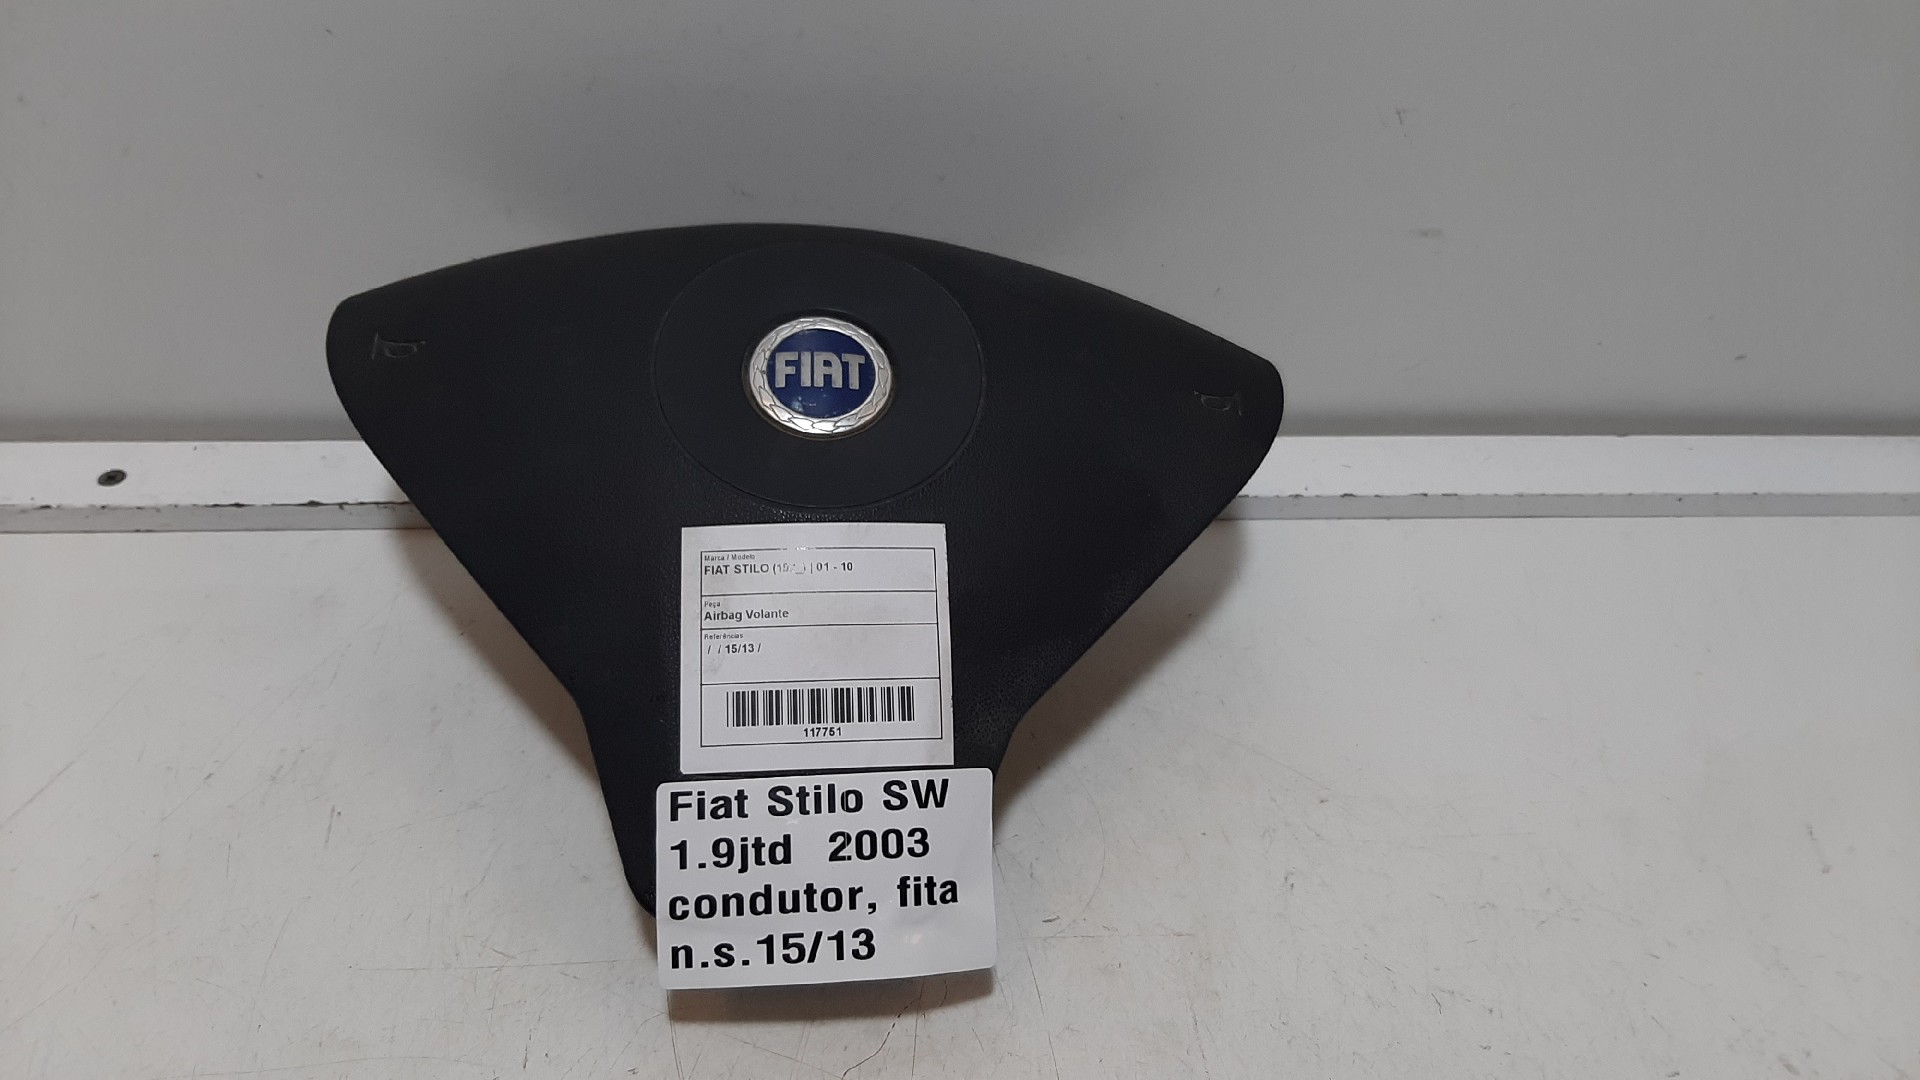 FIAT
Marca / Modelo
FIAT STILO | 01 - 10
Peça
Airbag Volante
Referências
/ / 15/13 /
117751
Fiat Stilo SW
1.9jtd 2003
condutor, fita
n.s.15/13